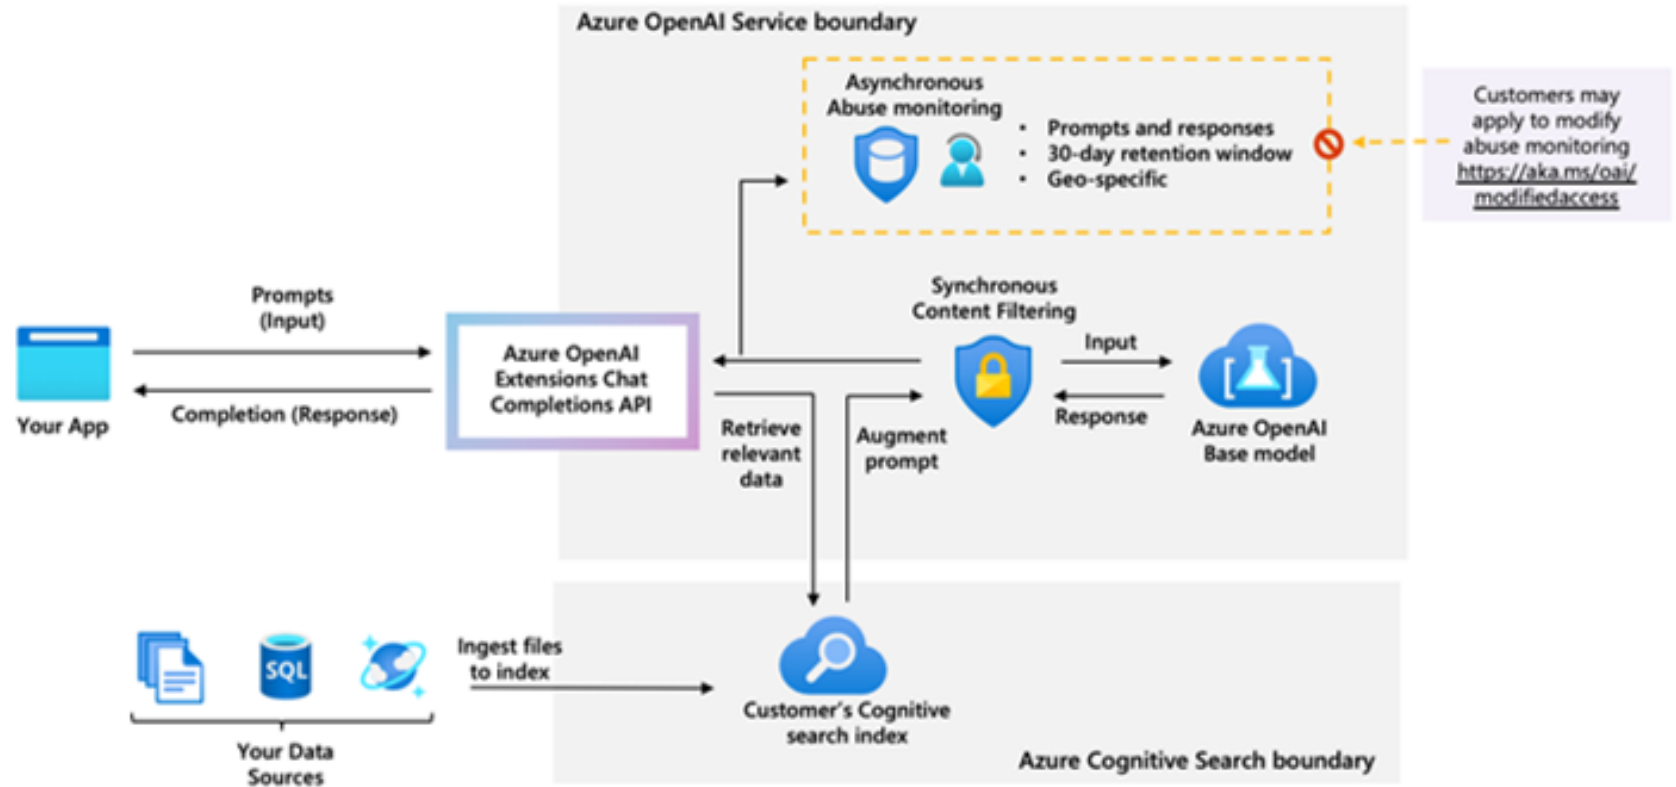 Azure OpenAI Service boundary
Asynchronous
Abuse monitoring
• Prompts and responses
• 30-day retention window
• Geo-specific
Customers may
apply to modify
abuse monitoring
https://aka.ms/oai/
modifiedaccess
Prompts
(Input)
Your App
Completion (Response)
Azure OpenAI
Extensions Chat
Completions API
Synchronous
Content Filtering
Input
Response
Azure OpenAI
Base model
Retrieve
relevant
data
Augment
prompt
SQL
Your Data
Sources
Ingest files
to index
Customer's Cognitive
search index
Azure Cognitive Search boundary